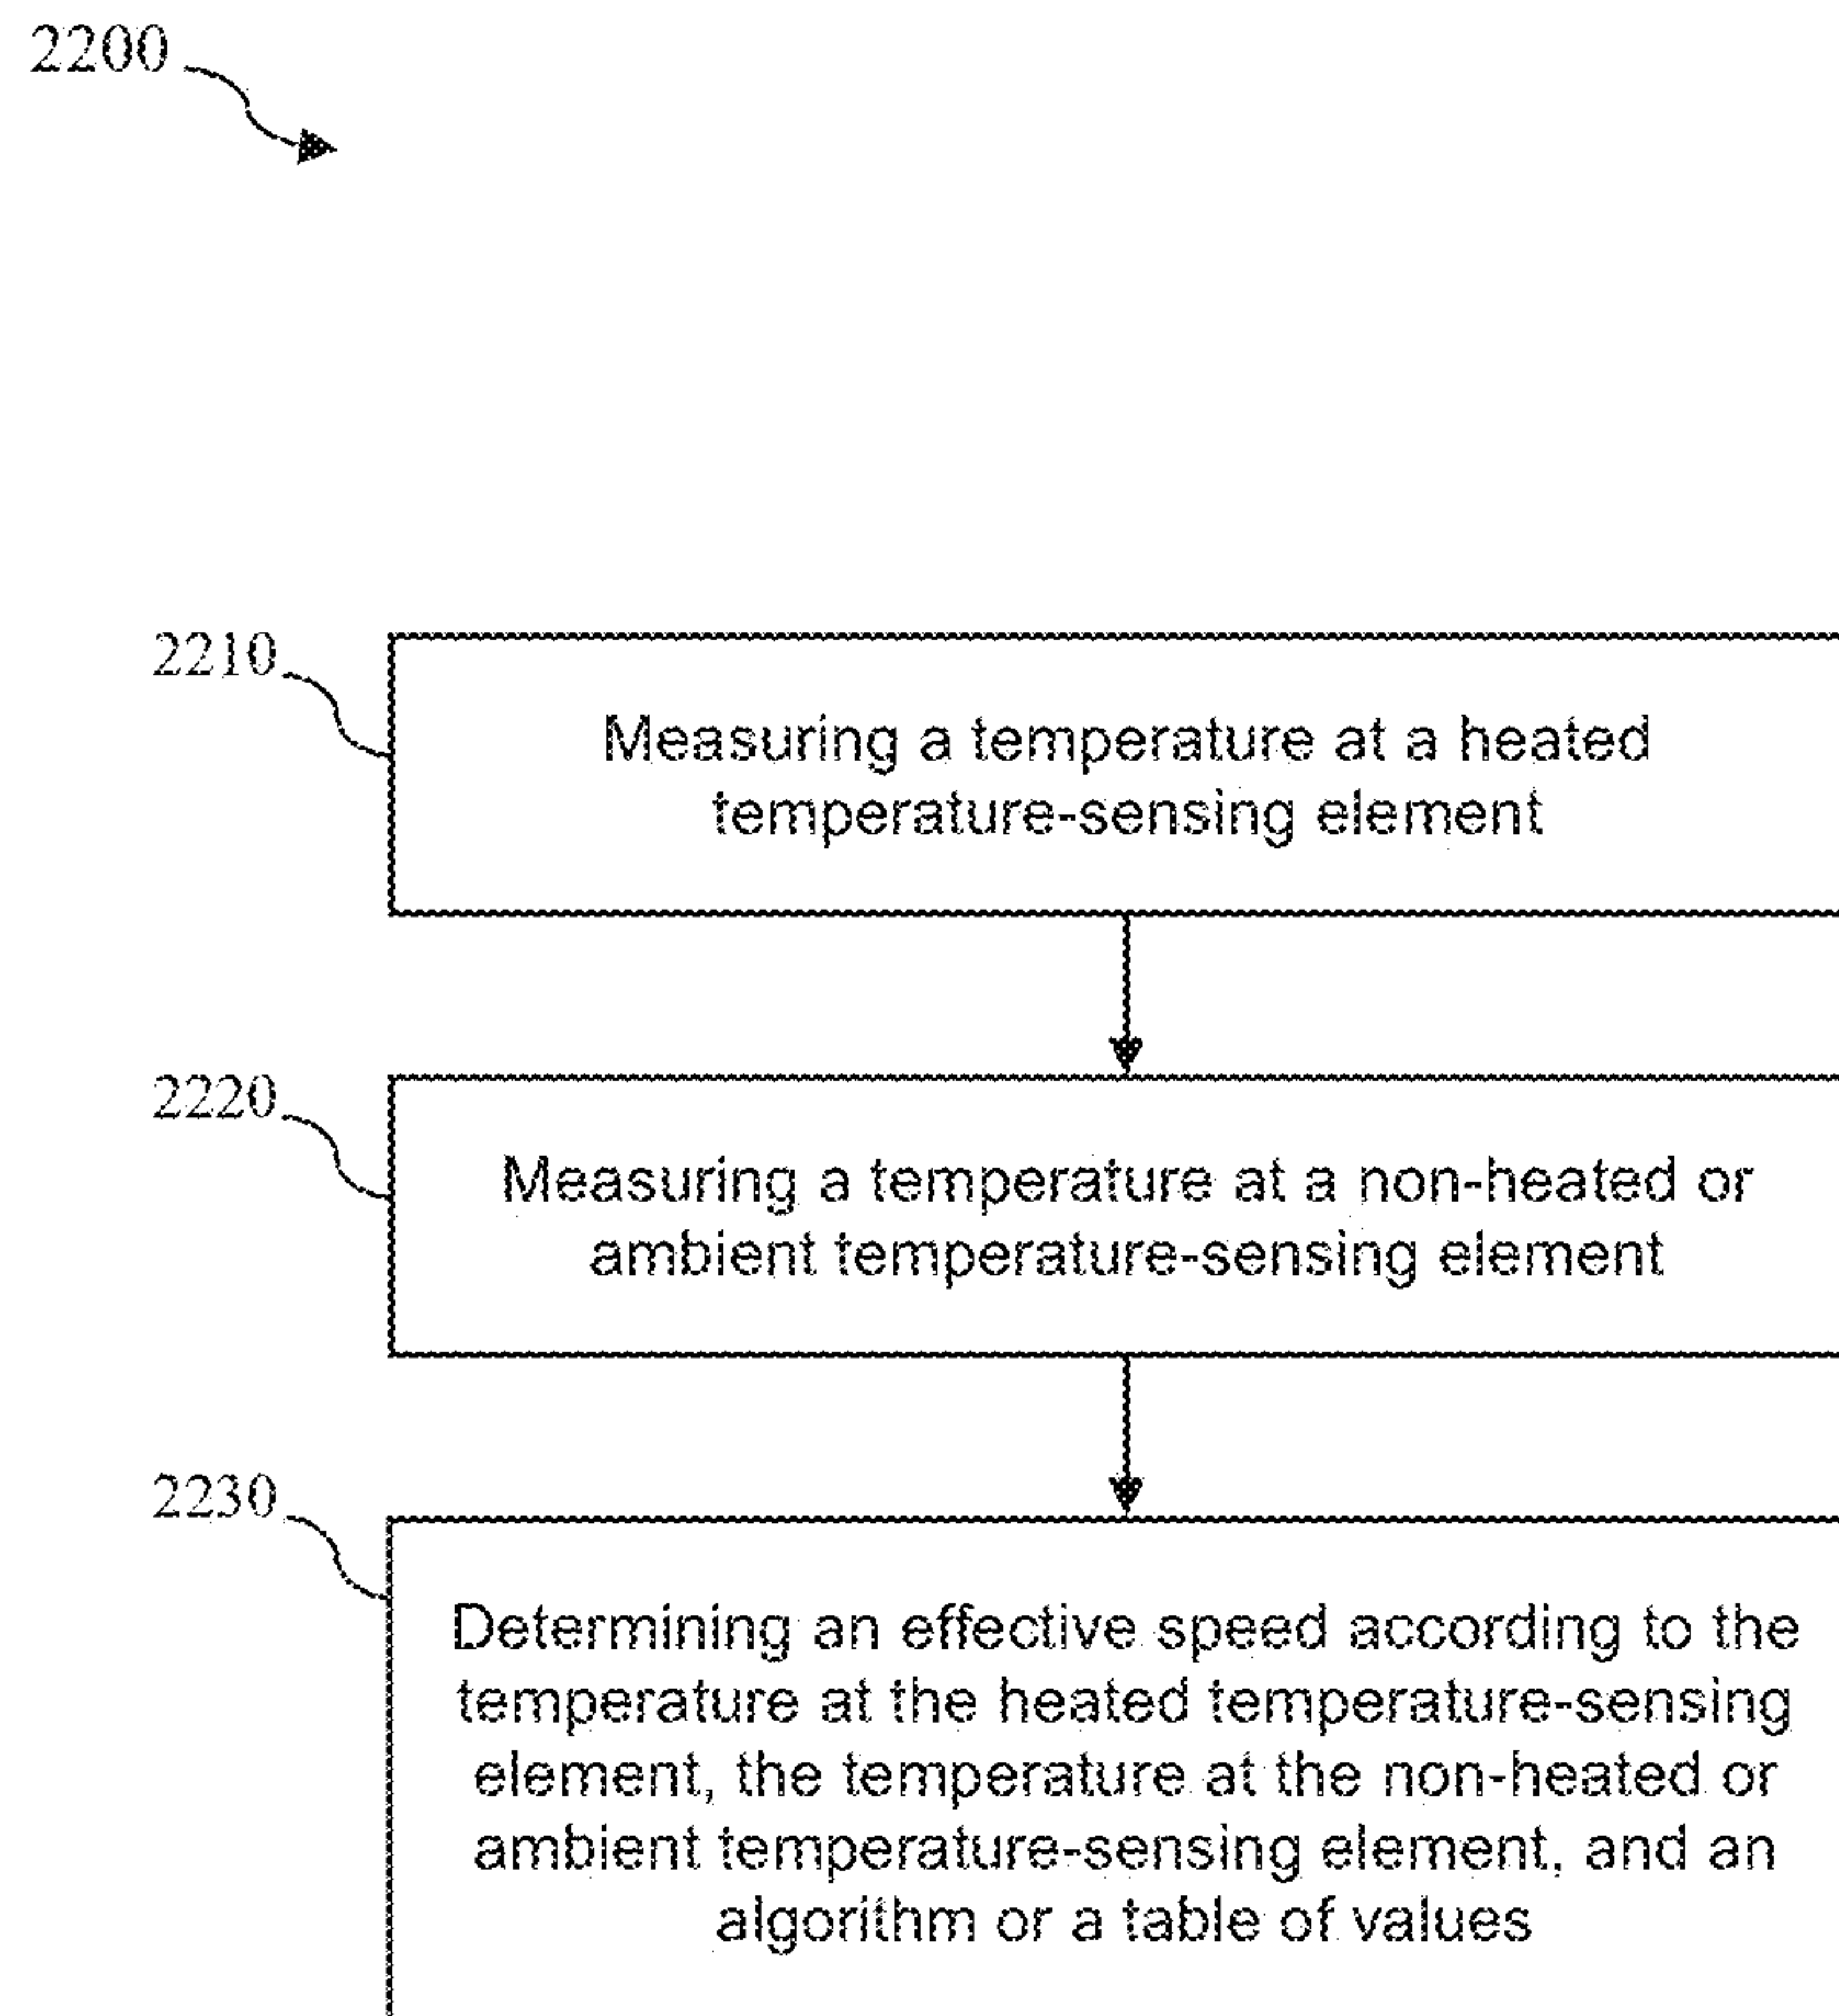 2200
2210
Measuring a temperature at a heated
temperature-sensing element
2220
Measuring a temperature at a non-heated or
ambient temperature-sensing element
2230
Determining an effective speed according to the
temperature at the heated temperature-sensing
element, the temperature at the non-heated or
ambient temperature-sensing element, and an
algorithm or a table of values